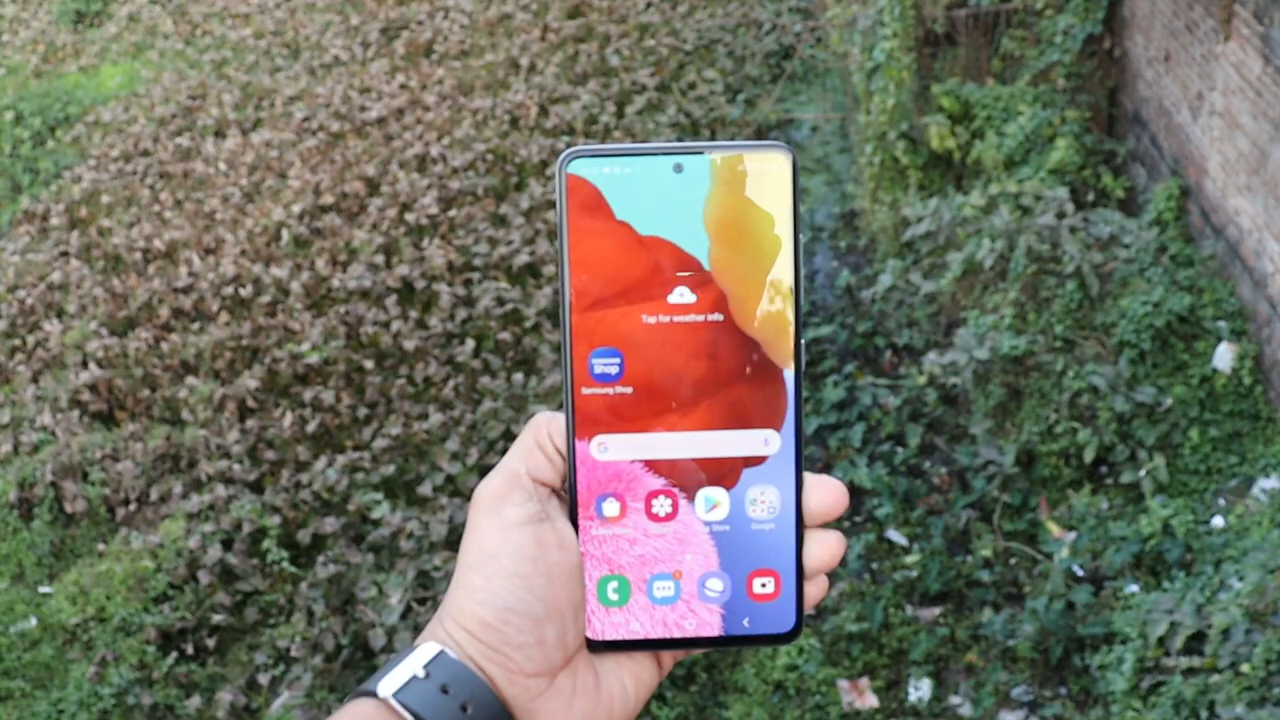 Tap for weather info
SAMSUNG
Shop
Samsung Shop
G
Store
Google